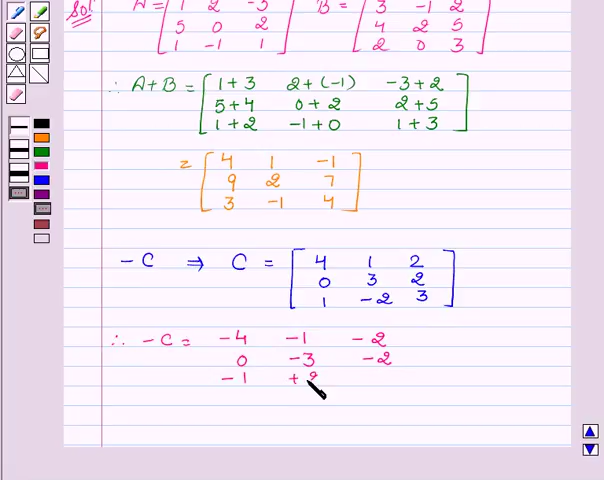 Sol. A = [ 1 2 -3 B = [ 3 -1 2
5 0 2 4 2 5
1 -1 1 ] 2 0 3 ]
∴ A+B = [ 1+3 2+(-1) -3+2
5+4 0+2 2+5
1+2 -1+0 1+3 ]
= [ 4 1 -1
9 2 7
3 -1 4 ]
-C ⇒ C = [ 4 1 2
0 3 2
1 -2 3 ]
∴ -C = -4 -1 -2
0 -3 -2
-1 +2